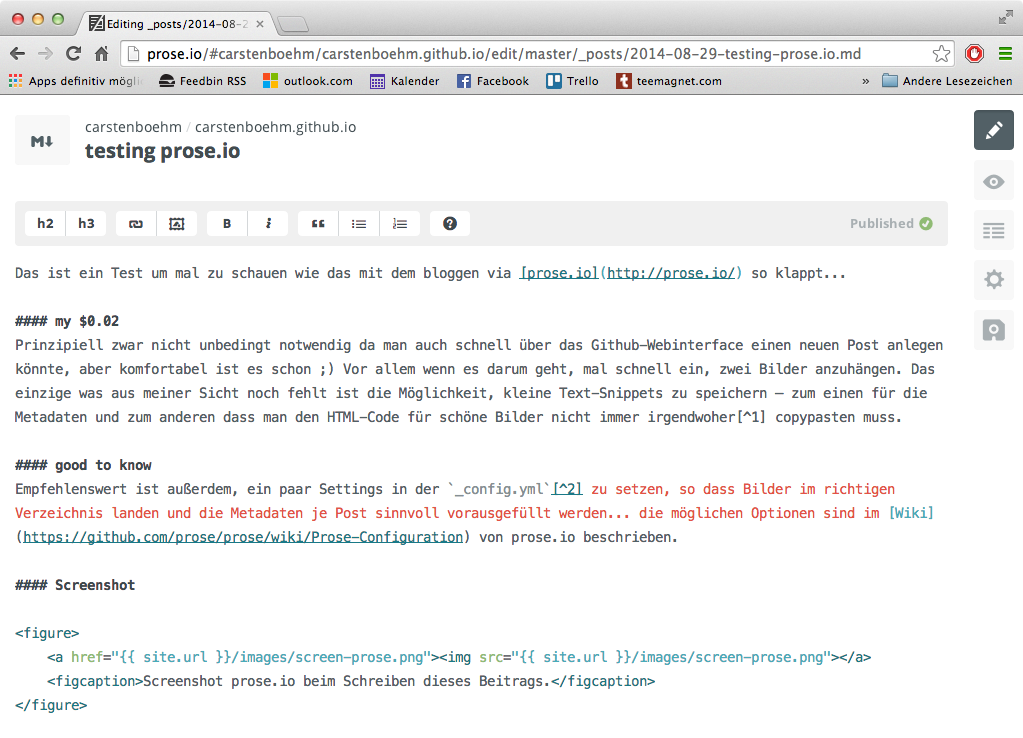 Editing _posts/2014-08-2
prose.io/#carstenboehm/carstenboehm.github.io/edit/master/_posts/2014-08-29-testing-prose.io.md
Apps definitiv mögli Feedbin RSS outlook.com Kalender Facebook Trello teemagnet.com » Andere Lesezeichen
M↓ carstenboehm / carstenboehm.github.io
testing prose.io
h2 h3 B i “ ? Published
Das ist ein Test um mal zu schauen wie das mit dem bloggen via [prose.io](http://prose.io/) so klappt...
#### my $0.02
Prinzipiell zwar nicht unbedingt notwendig da man auch schnell über das Github-Webinterface einen neuen Post anlegen
könnte, aber komfortabel ist es schon ;) Vor allem wenn es darum geht, mal schnell ein, zwei Bilder anzuhängen. Das
einzige was aus meiner Sicht noch fehlt ist die Möglichkeit, kleine Text-Snippets zu speichern – zum einen für die
Metadaten und zum anderen dass man den HTML-Code für schöne Bilder nicht immer irgendwoher[^1] copypasten muss.
#### good to know
Empfehlenswert ist außerdem, ein paar Settings in der `_config.yml`[^2] zu setzen, so dass Bilder im richtigen
Verzeichnis landen und die Metadaten je Post sinnvoll vorausgefüllt werden... die möglichen Optionen sind im [Wiki]
(https://github.com/prose/prose/wiki/Prose-Configuration) von prose.io beschrieben.
#### Screenshot
<figure>
    <a href="{{ site.url }}/images/screen-prose.png"><img src="{{ site.url }}/images/screen-prose.png"></a>
    <figcaption>Screenshot prose.io beim Schreiben dieses Beitrags.</figcaption>
</figure>